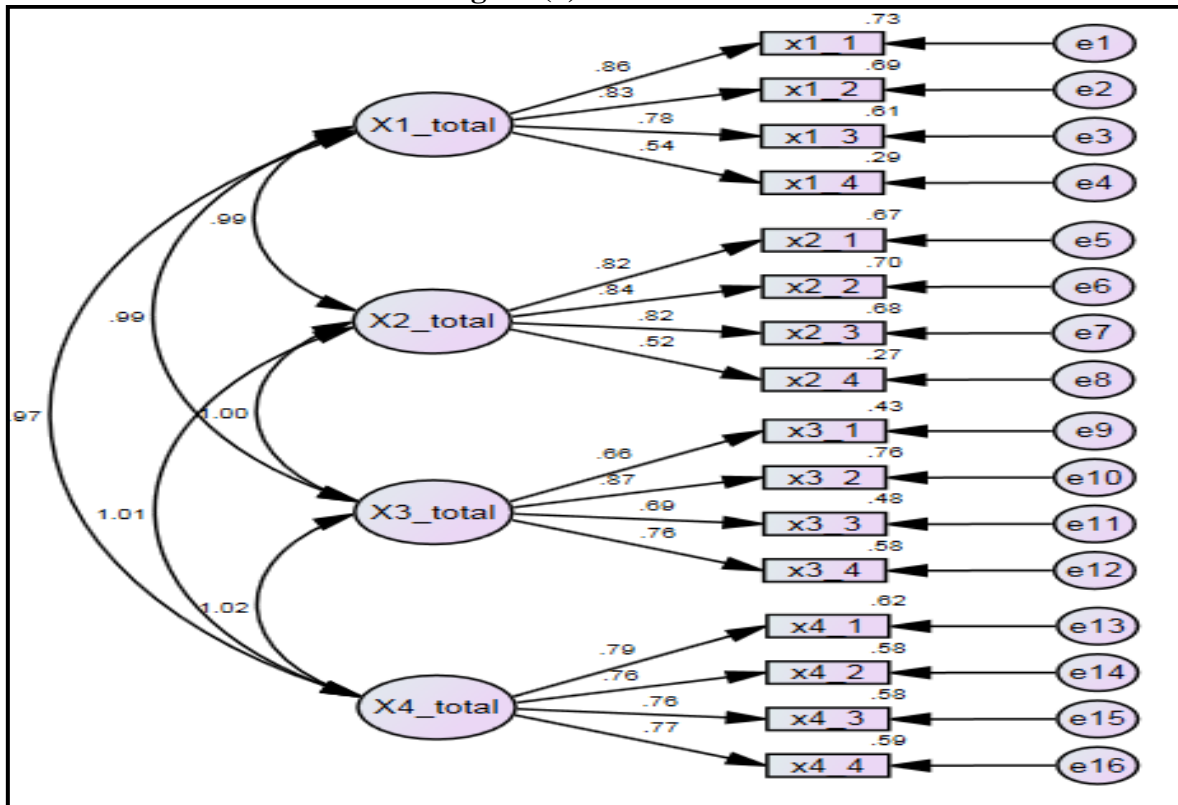 .73
x1_1
e1
.86
.69
x1_2
e2
.83
.61
x1_3
e3
.78
.29
x1_4
e4
.54
X1_total
.99
.67
x2_1
e5
.82
.70
x2_2
e6
.84
.68
x2_3
e7
.82
.27
x2_4
e8
.52
X2_total
.99
.97
1.00
.43
x3_1
e9
.66
.76
x3_2
e10
.87
.48
x3_3
e11
.69
.58
x3_4
e12
.76
X3_total
1.01
1.02
.62
x4_1
e13
.79
.58
x4_2
e14
.76
.58
x4_3
e15
.76
.59
x4_4
e16
.77
X4_total